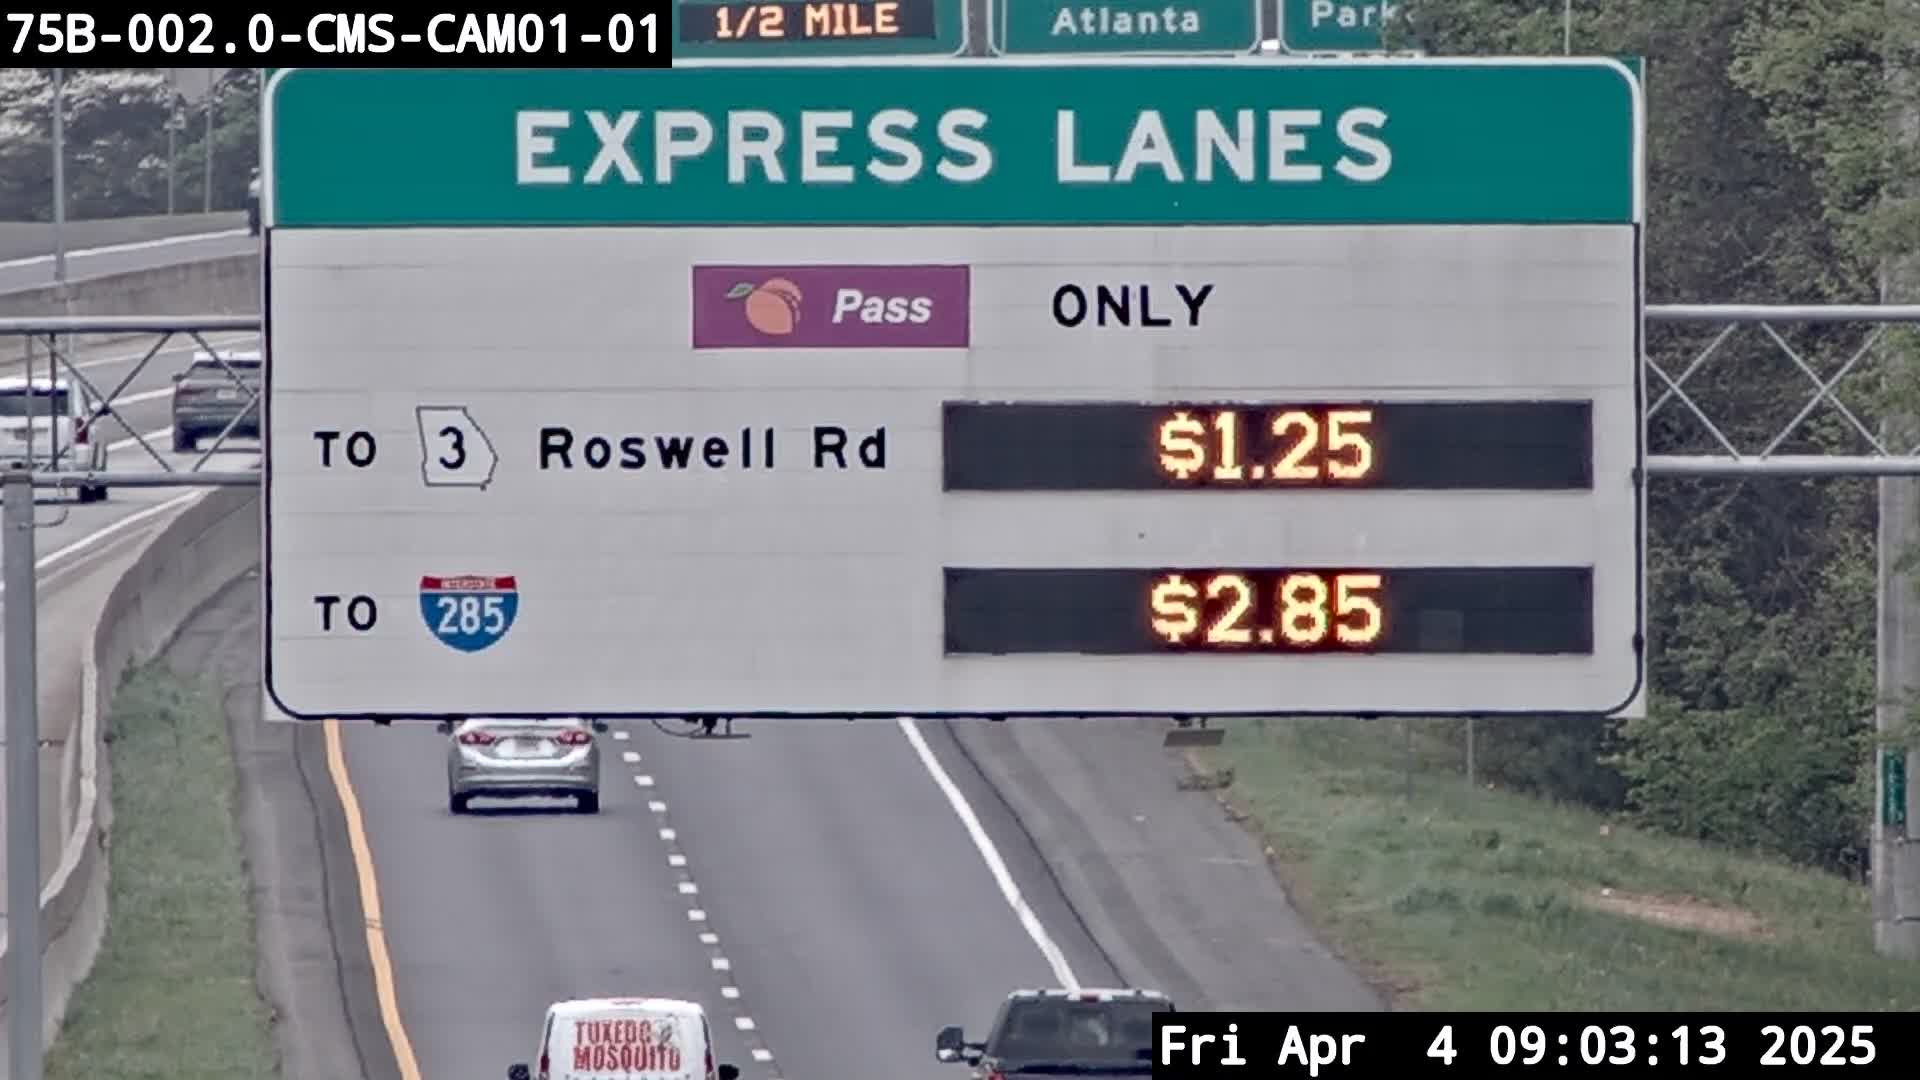 75B-002.0-CMS-CAM01-01
1/2 MILE
Atlanta
Park
EXPRESS LANES
Pass ONLY
TO 3 Roswell Rd $1.25
TO 285 $2.85
TUXEDO
MOSQUITO
Fri Apr 4 09:03:13 2025